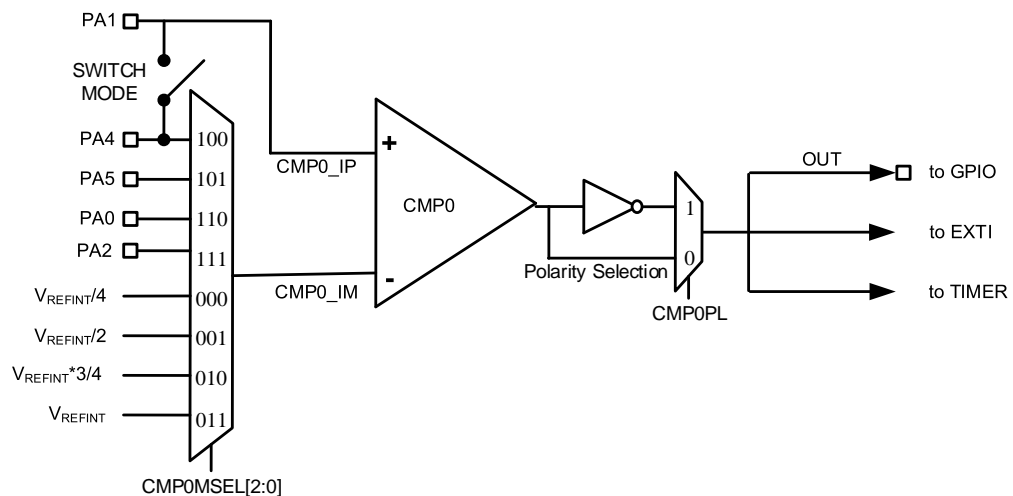 PA1
SWITCH
MODE
PA4
100
PA5
101
PA0
110
PA2
111
VREFINT/4
000
VREFINT/2
001
VREFINT*3/4
010
VREFINT
011
CMP0MSEL[2:0]
CMP0_IP
CMP0_IM
+
CMP0
-
Polarity Selection
1
0
CMP0PL
OUT
to GPIO
to EXTI
to TIMER